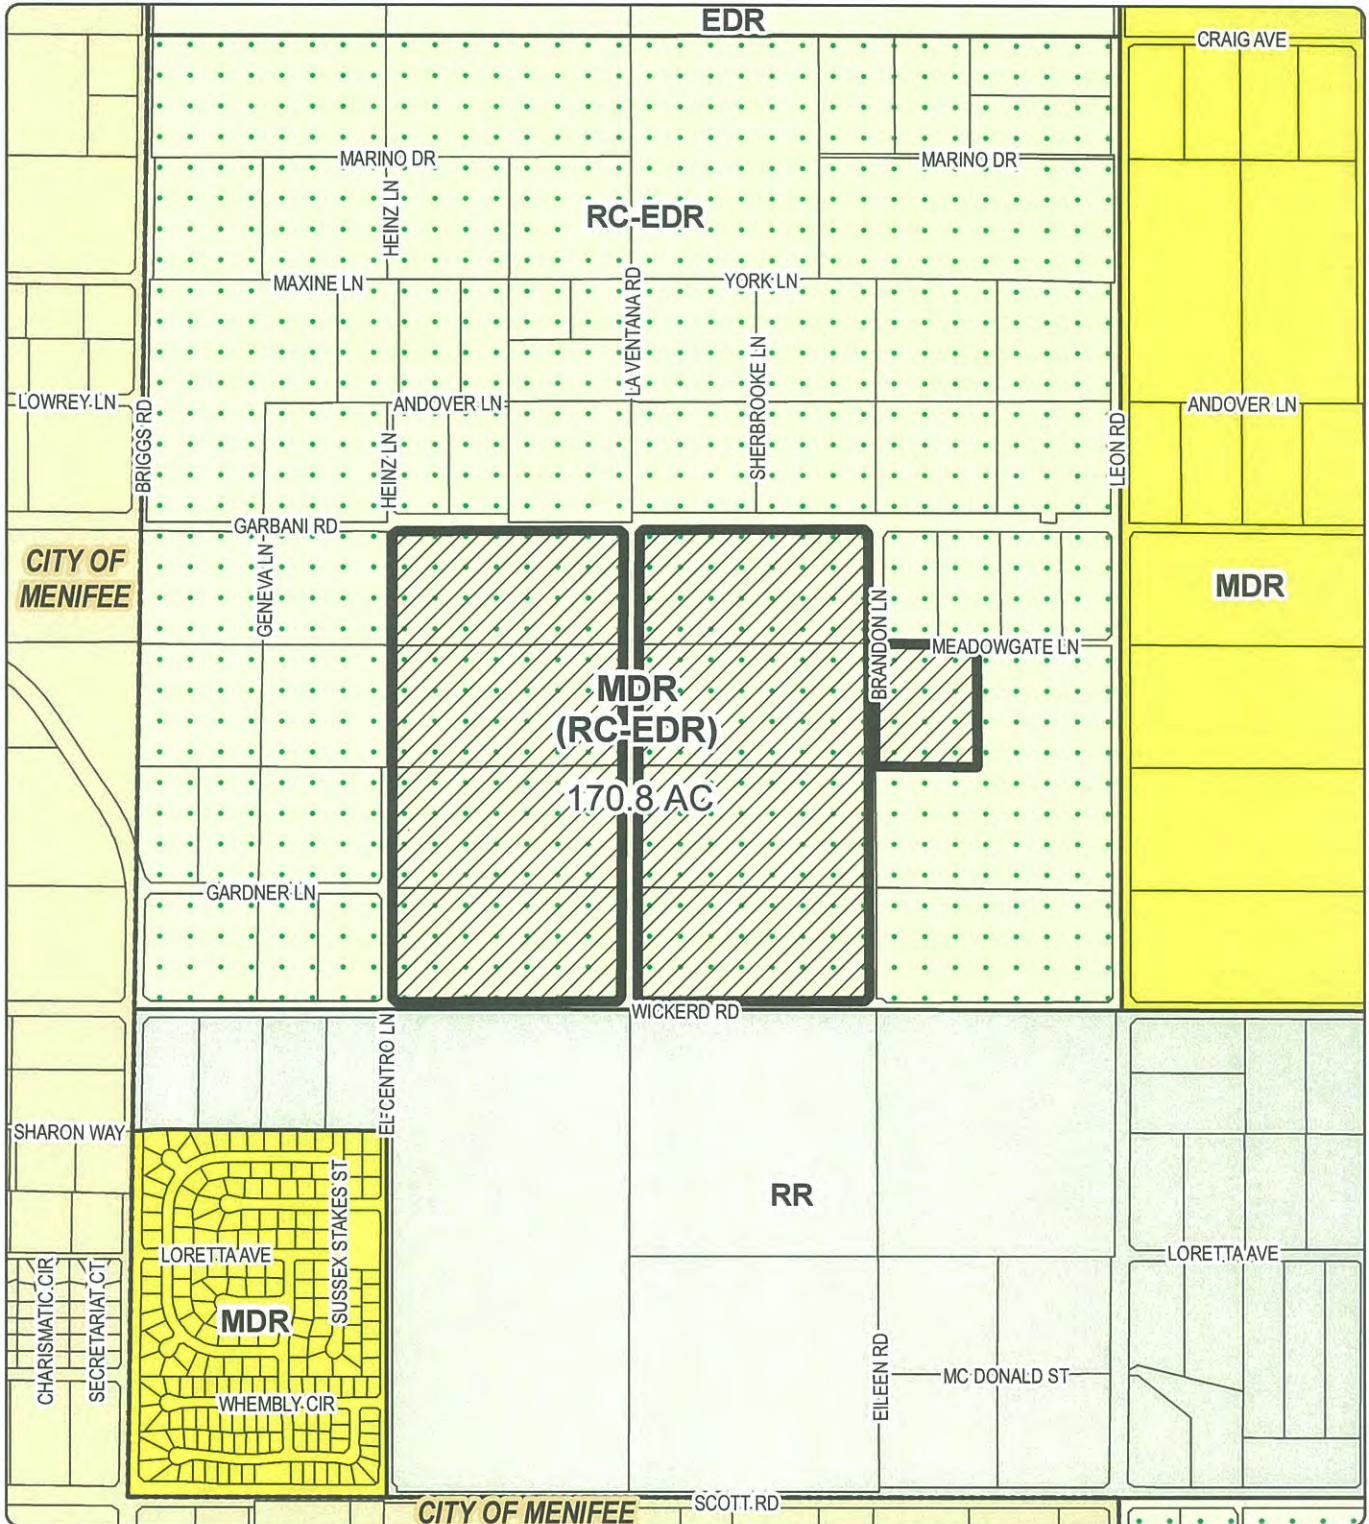 EDR
CRAIG AVE
MARINO DR
MARINO DR
HEINZ LN
RC-EDR
MAXINE LN
YORK LN
LA VENTANA RD
SHERBROOKE LN
LOWREY LN
BRIGGS RD
ANDOVER LN
HEINZ LN
ANDOVER LN
LEON RD
GARBANI RD
CITY OF
MENIFEE
GENEVA LN
MDR
BRANDON LN
MEADOWGATE LN
MDR
(RC-EDR)
170.8 AC
GARDNER LN
WICKERD RD
EL CENTRO LN
SHARON WAY
SUSSEX STAKES ST
RR
LORETTA AVE
LORETTA AVE
CHARISMATIC CIR
SECRETARIAT CT
MDR
EILEEN RD
MC DONALD ST
WHEMBLY CIR
CITY OF MENIFEE
SCOTT RD